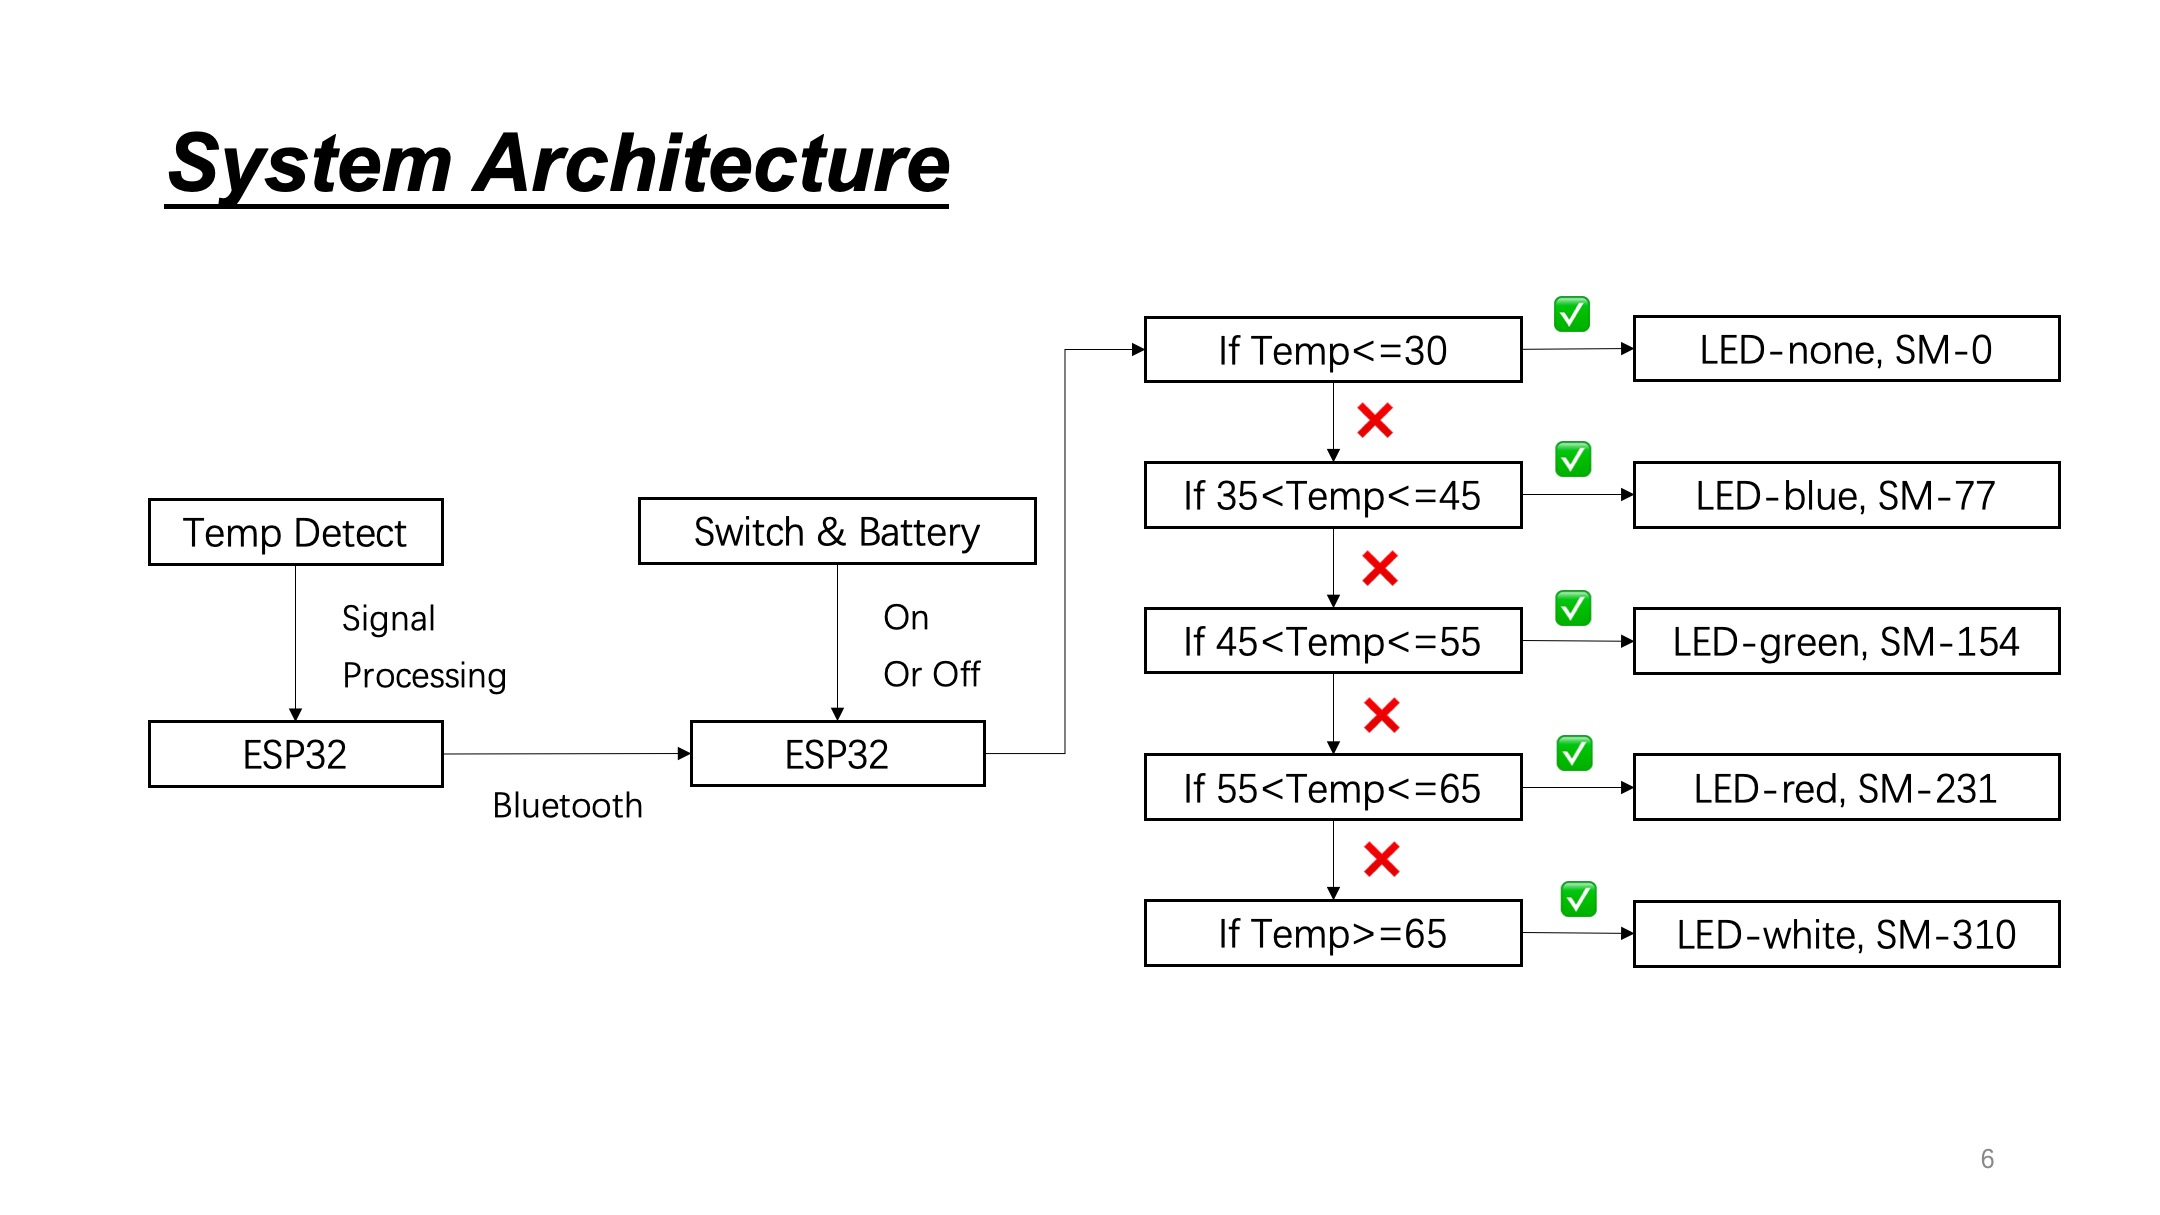 System Architecture
Temp Detect
Signal
Processing
ESP32
Bluetooth
Switch & Battery
On
Or Off
ESP32
If Temp<=30
LED-none, SM-0
If 35<Temp<=45
LED-blue, SM-77
If 45<Temp<=55
LED-green, SM-154
If 55<Temp<=65
LED-red, SM-231
If Temp>=65
LED-white, SM-310
6